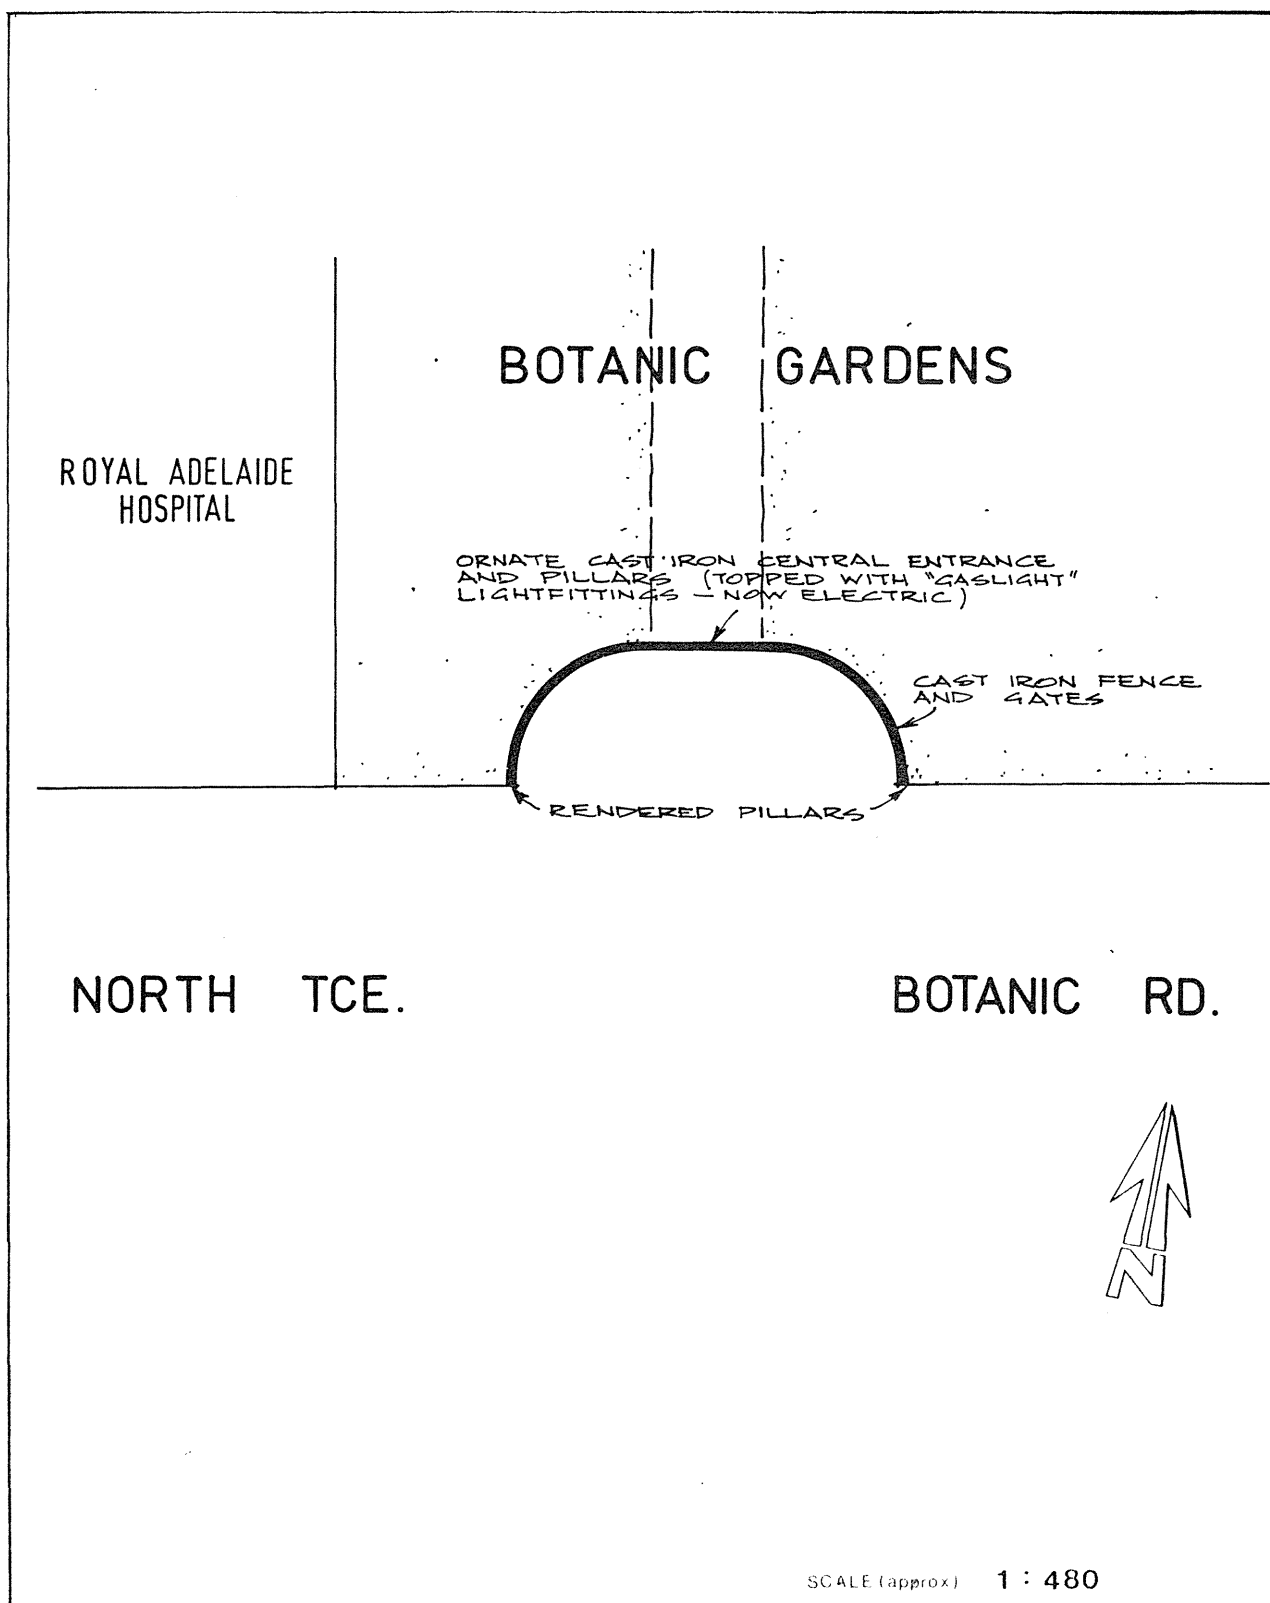 BOTANIC GARDENS
ROYAL ADELAIDE
HOSPITAL
ORNATE CAST IRON CENTRAL ENTRANCE
AND PILLARS (TOPPED WITH "GASLIGHT"
LIGHTFITTINGS - NOW ELECTRIC)
CAST IRON FENCE
AND GATES
RENDERED PILLARS
NORTH TCE.
BOTANIC RD.
N
SCALE (approx) 1 : 480